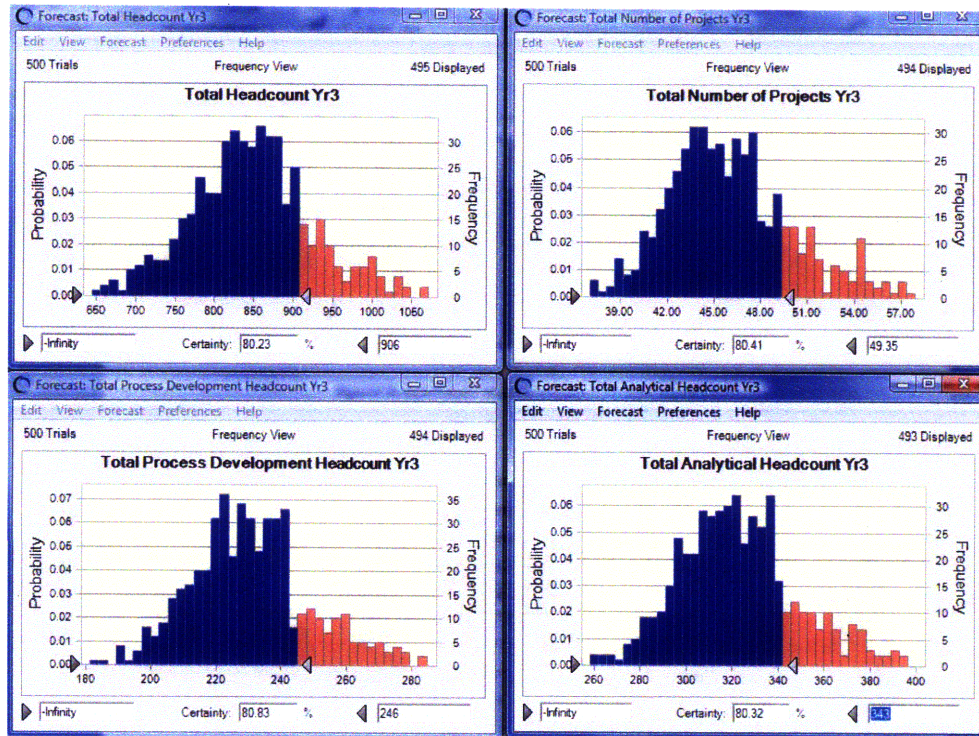 Forecast: Total Headcount Yr3
Edit View Forecast Preferences Help
500 Trials Frequency View 495 Displayed
Total Headcount Yr3
Probability
Frequency
0.06
0.05
0.04
0.03
0.02
0.01
0.00
30
25
20
15
10
5
0
650 700 750 800 850 900 950 1000 1050
-Infinity Certainty: 80.23 % 906
Forecast: Total Number of Projects Yr3
Edit View Forecast Preferences Help
500 Trials Frequency View 494 Displayed
Total Number of Projects Yr3
Probability
Frequency
0.06
0.05
0.04
0.03
0.02
0.01
0.00
30
25
20
15
10
5
0
39.00 42.00 45.00 48.00 51.00 54.00 57.00
-Infinity Certainty: 80.41 % 49.35
Forecast: Total Process Development Headcount Yr3
Edit View Forecast Preferences Help
500 Trials Frequency View 494 Displayed
Total Process Development Headcount Yr3
Probability
Frequency
0.07
0.06
0.05
0.04
0.03
0.02
0.01
0.00
35
30
25
20
15
10
5
0
180 200 220 240 260 280
-Infinity Certainty: 80.83 % 246
Forecast: Total Analytical Headcount Yr3
Edit View Forecast Preferences Help
500 Trials Frequency View 493 Displayed
Total Analytical Headcount Yr3
Probability
Frequency
0.06
0.05
0.04
0.03
0.02
0.01
0.00
30
25
20
15
10
5
0
260 280 300 320 340 360 380 400
-Infinity Certainty: 80.32 % 343